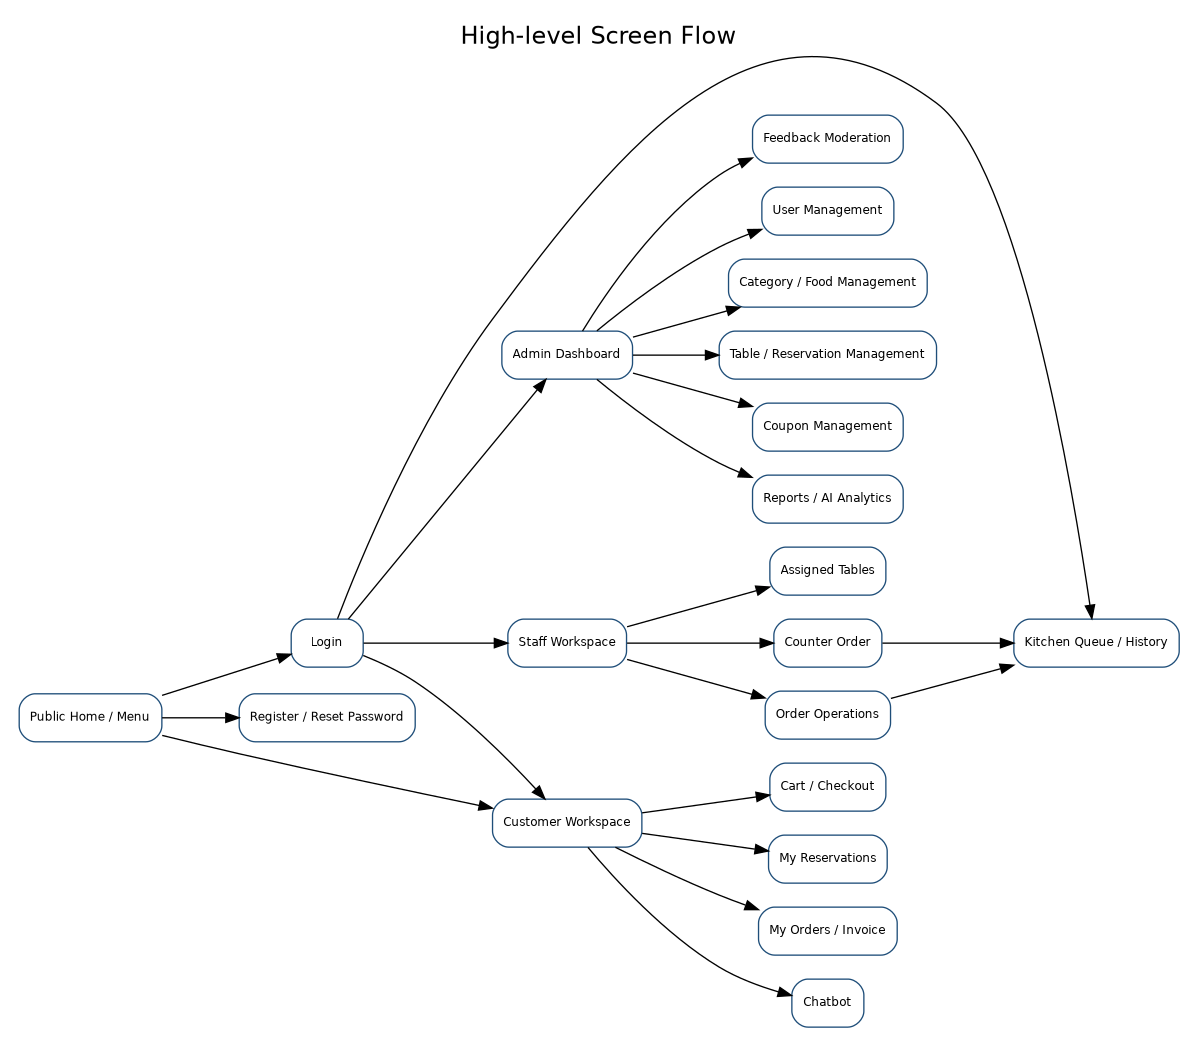 High-level Screen Flow
Feedback Moderation
User Management
Category / Food Management
Admin Dashboard
Table / Reservation Management
Coupon Management
Reports / AI Analytics
Assigned Tables
Login
Staff Workspace
Counter Order
Kitchen Queue / History
Public Home / Menu
Register / Reset Password
Order Operations
Cart / Checkout
Customer Workspace
My Reservations
My Orders / Invoice
Chatbot